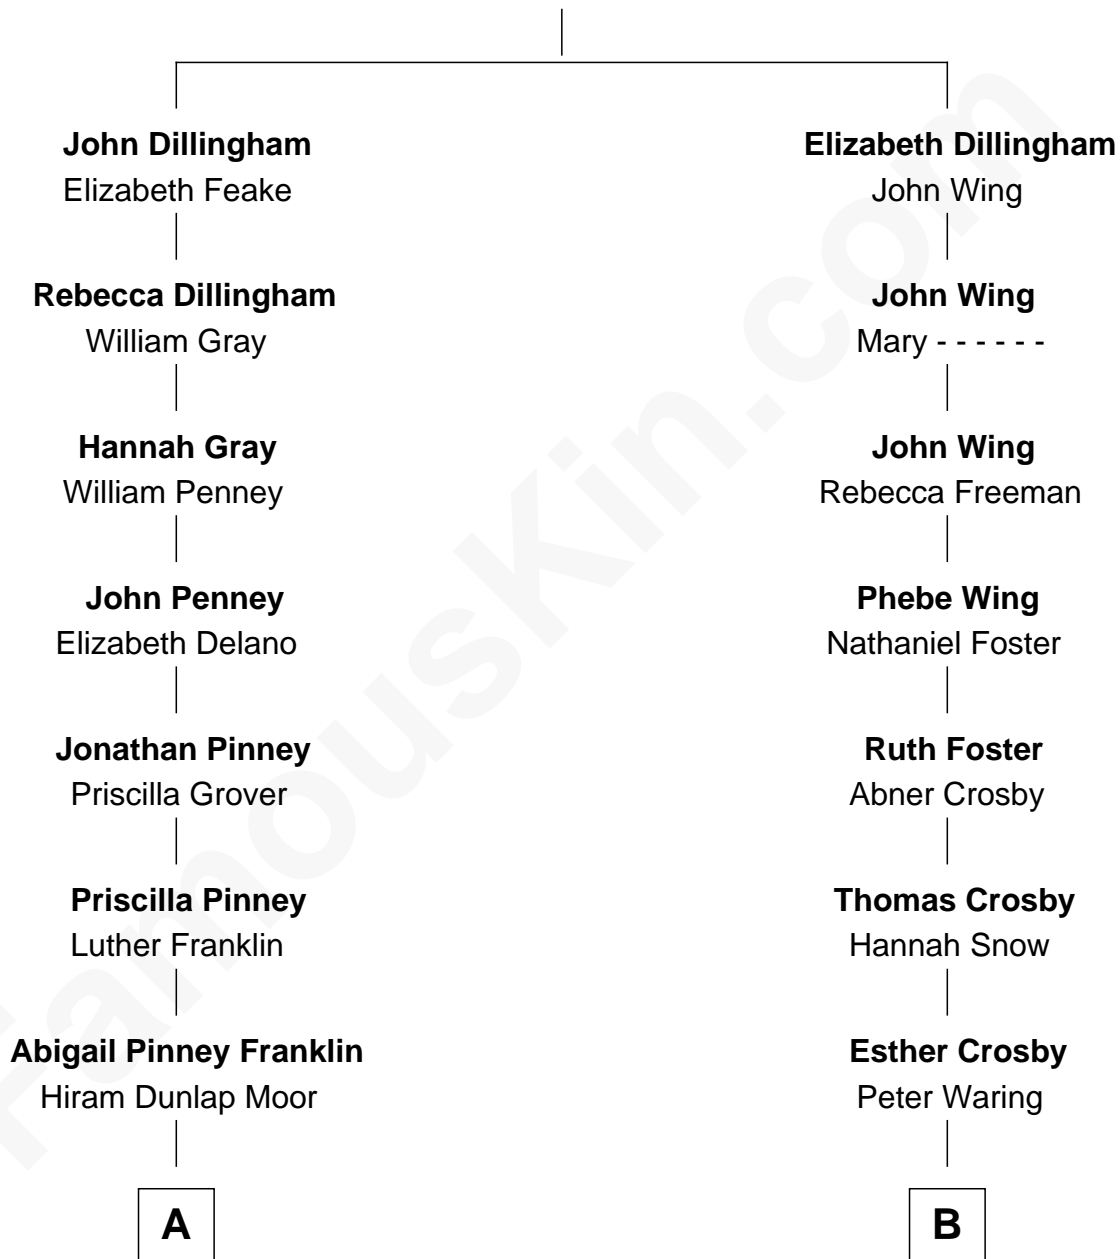 John Dillingham
Elizabeth Feake
Rebecca Dillingham
William Gray
Hannah Gray
William Penney
John Penney
Elizabeth Delano
Jonathan Pinney
Priscilla Grover
Priscilla Pinney
Luther Franklin
Abigail Pinney Franklin
Hiram Dunlap Moor
A
Elizabeth Dillingham
John Wing
John Wing
Mary - - - - - -
John Wing
Rebecca Freeman
Phebe Wing
Nathaniel Foster
Ruth Foster
Abner Crosby
Thomas Crosby
Hannah Snow
Esther Crosby
Peter Waring
B
FamousKin.com